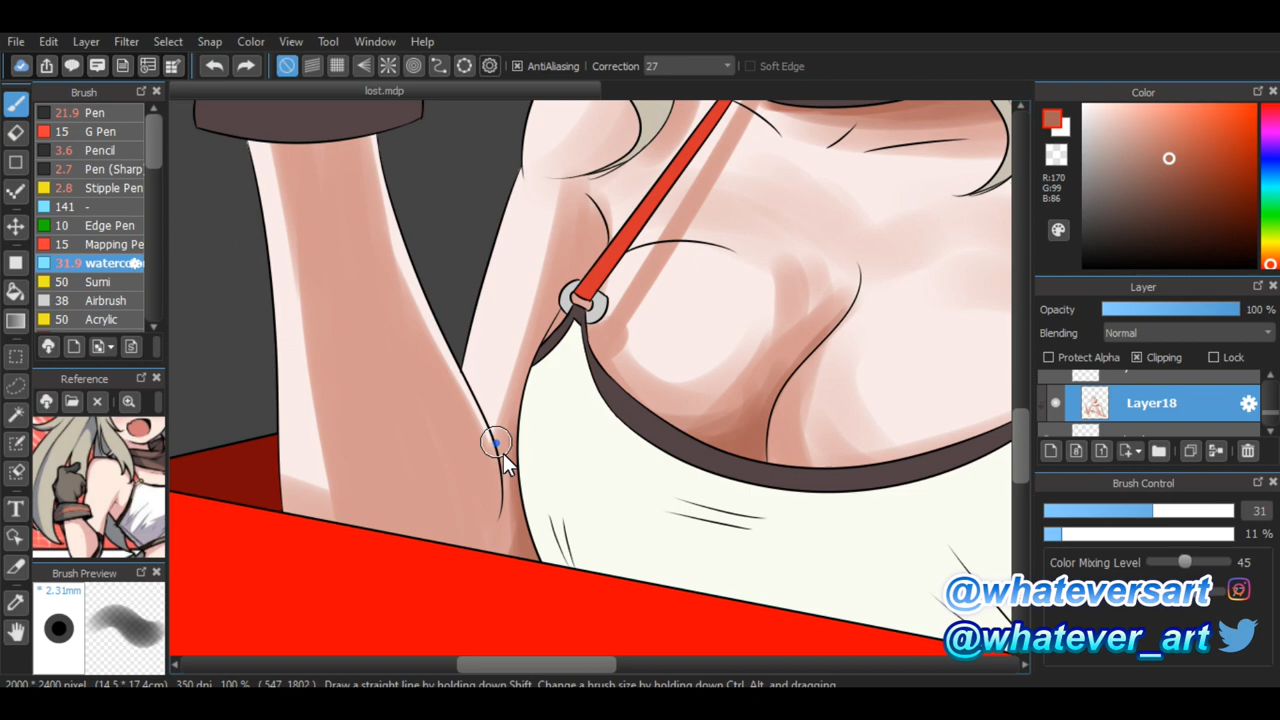 File Edit Layer Filter Select Snap Color View Tool Window Help
AntiAliasing Correction 27 Soft Edge
Brush
lost.mdp
21.9 Pen
15 G Pen
3.6 Pencil
2.7 Pen (Sharp
2.8 Stipple Pen
141 -
10 Edge Pen
15 Mapping Pe
31.9
50 Sumi
38 Airbrush
50 Acrylic
Reference
Brush Preview
* 2.31mm
Color
R:170
G:99
B:86
Layer
Opacity 100 %
Blending Normal
Protect Alpha Clipping Lock
Layer18
Brush Control
31
11 %
Color Mixing Level 45
@whateversart
@whatever_art
2000 * 2400 pixel (14.5 * 17.4cm) 350 dpi 100 % ( 547, 1802 ) Draw a straight line by holding down Shift, Change a brush size by holding down Ctrl, Alt, and dragging